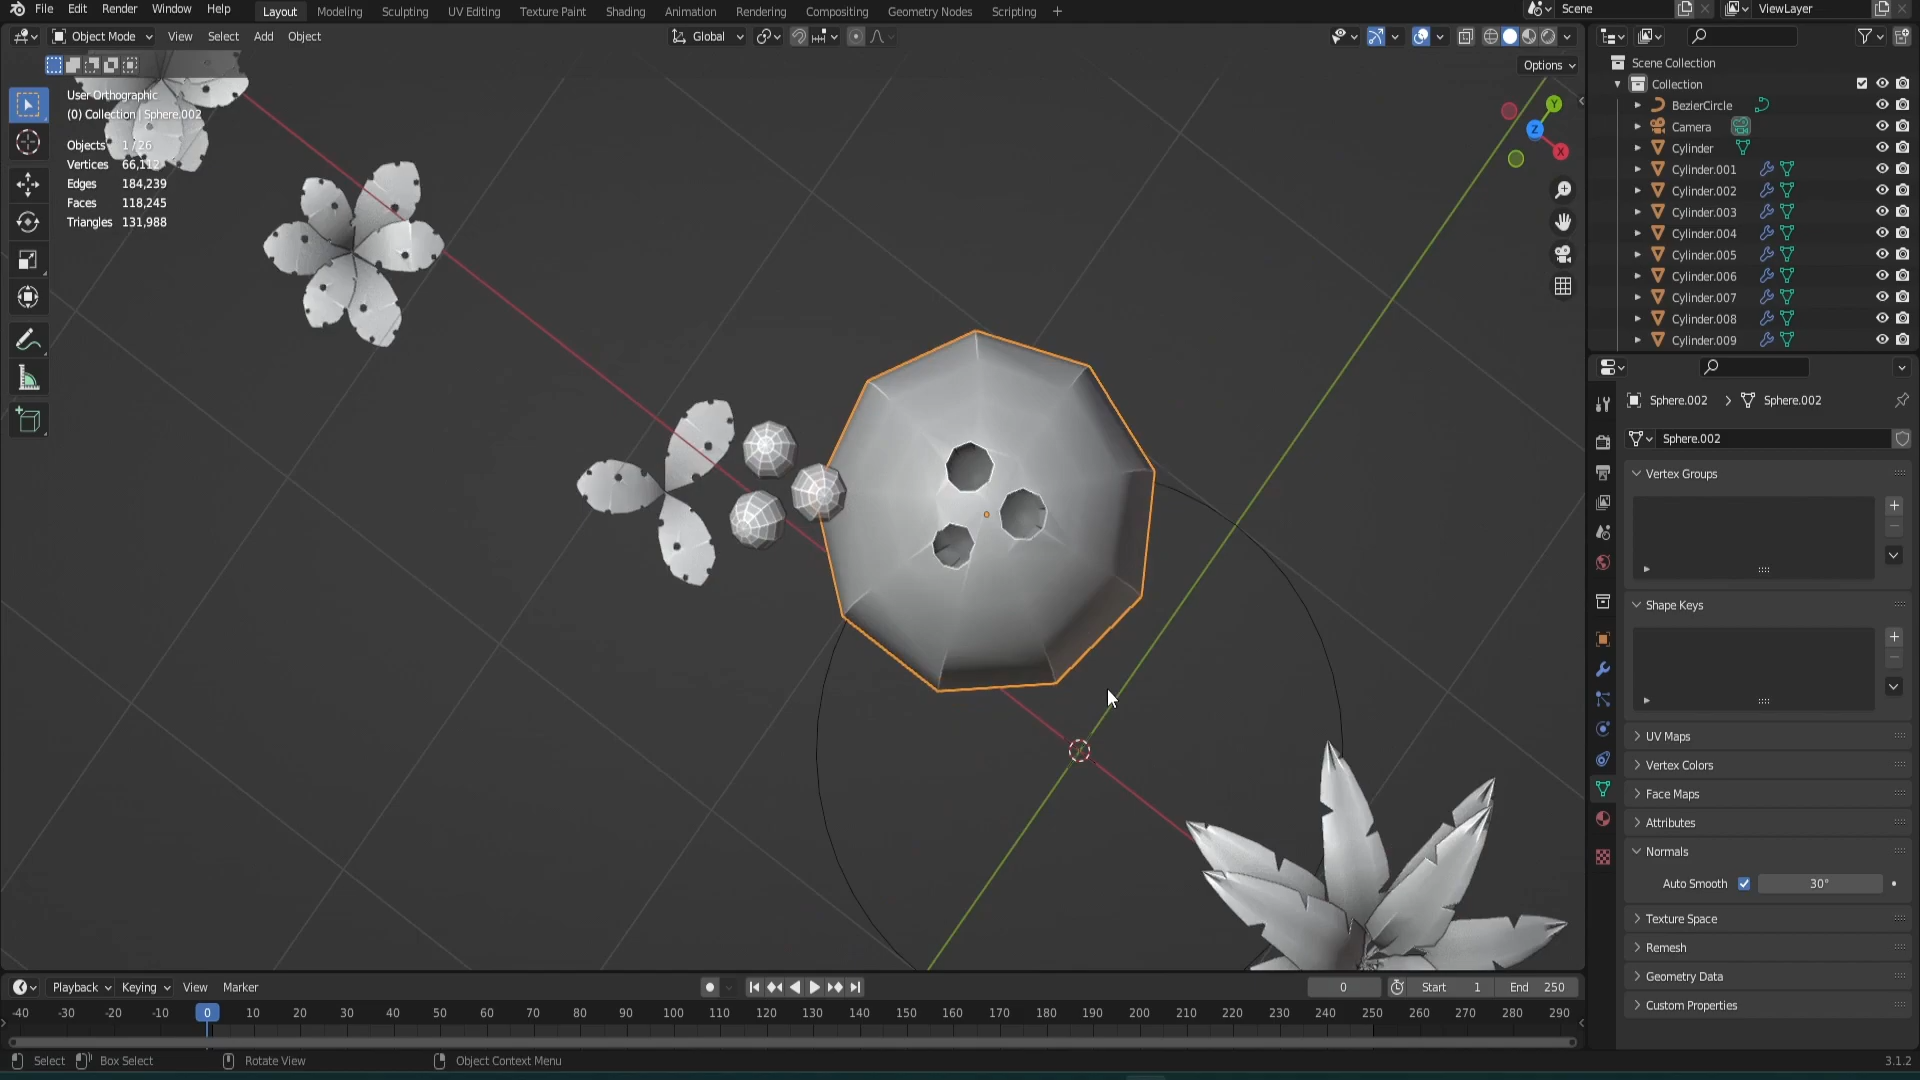 File Edit Render Window Help Layout Modeling Sculpting UV Editing Texture Paint Shading Animation Rendering Compositing Geometry Nodes Scripting + Scene ViewLayer
Object Mode View Select Add Object Global
Options
User Orthographic
(0) Collection | Sphere.002
Objects 1/26
Vertices 66,112
Edges 184,239
Faces 118,245
Triangles 131,988
Y
Z
X
Scene Collection
Collection
BezierCircle
Camera
Cylinder
Cylinder.001
Cylinder.002
Cylinder.003
Cylinder.004
Cylinder.005
Cylinder.006
Cylinder.007
Cylinder.008
Cylinder.009
Sphere.002 > Sphere.002
Sphere.002
Vertex Groups
Shape Keys
UV Maps
Vertex Colors
Face Maps
Attributes
Normals
Auto Smooth 30°
Texture Space
Remesh
Geometry Data
Custom Properties
Playback Keying View Marker 0 Start 1 End 250
-40 -30 -20 -10 0 10 20 30 40 50 60 70 80 90 100 110 120 130 140 150 160 170 180 190 200 210 220 230 240 250 260 270 280 290
Select Box Select Rotate View Object Context Menu 3.1.2